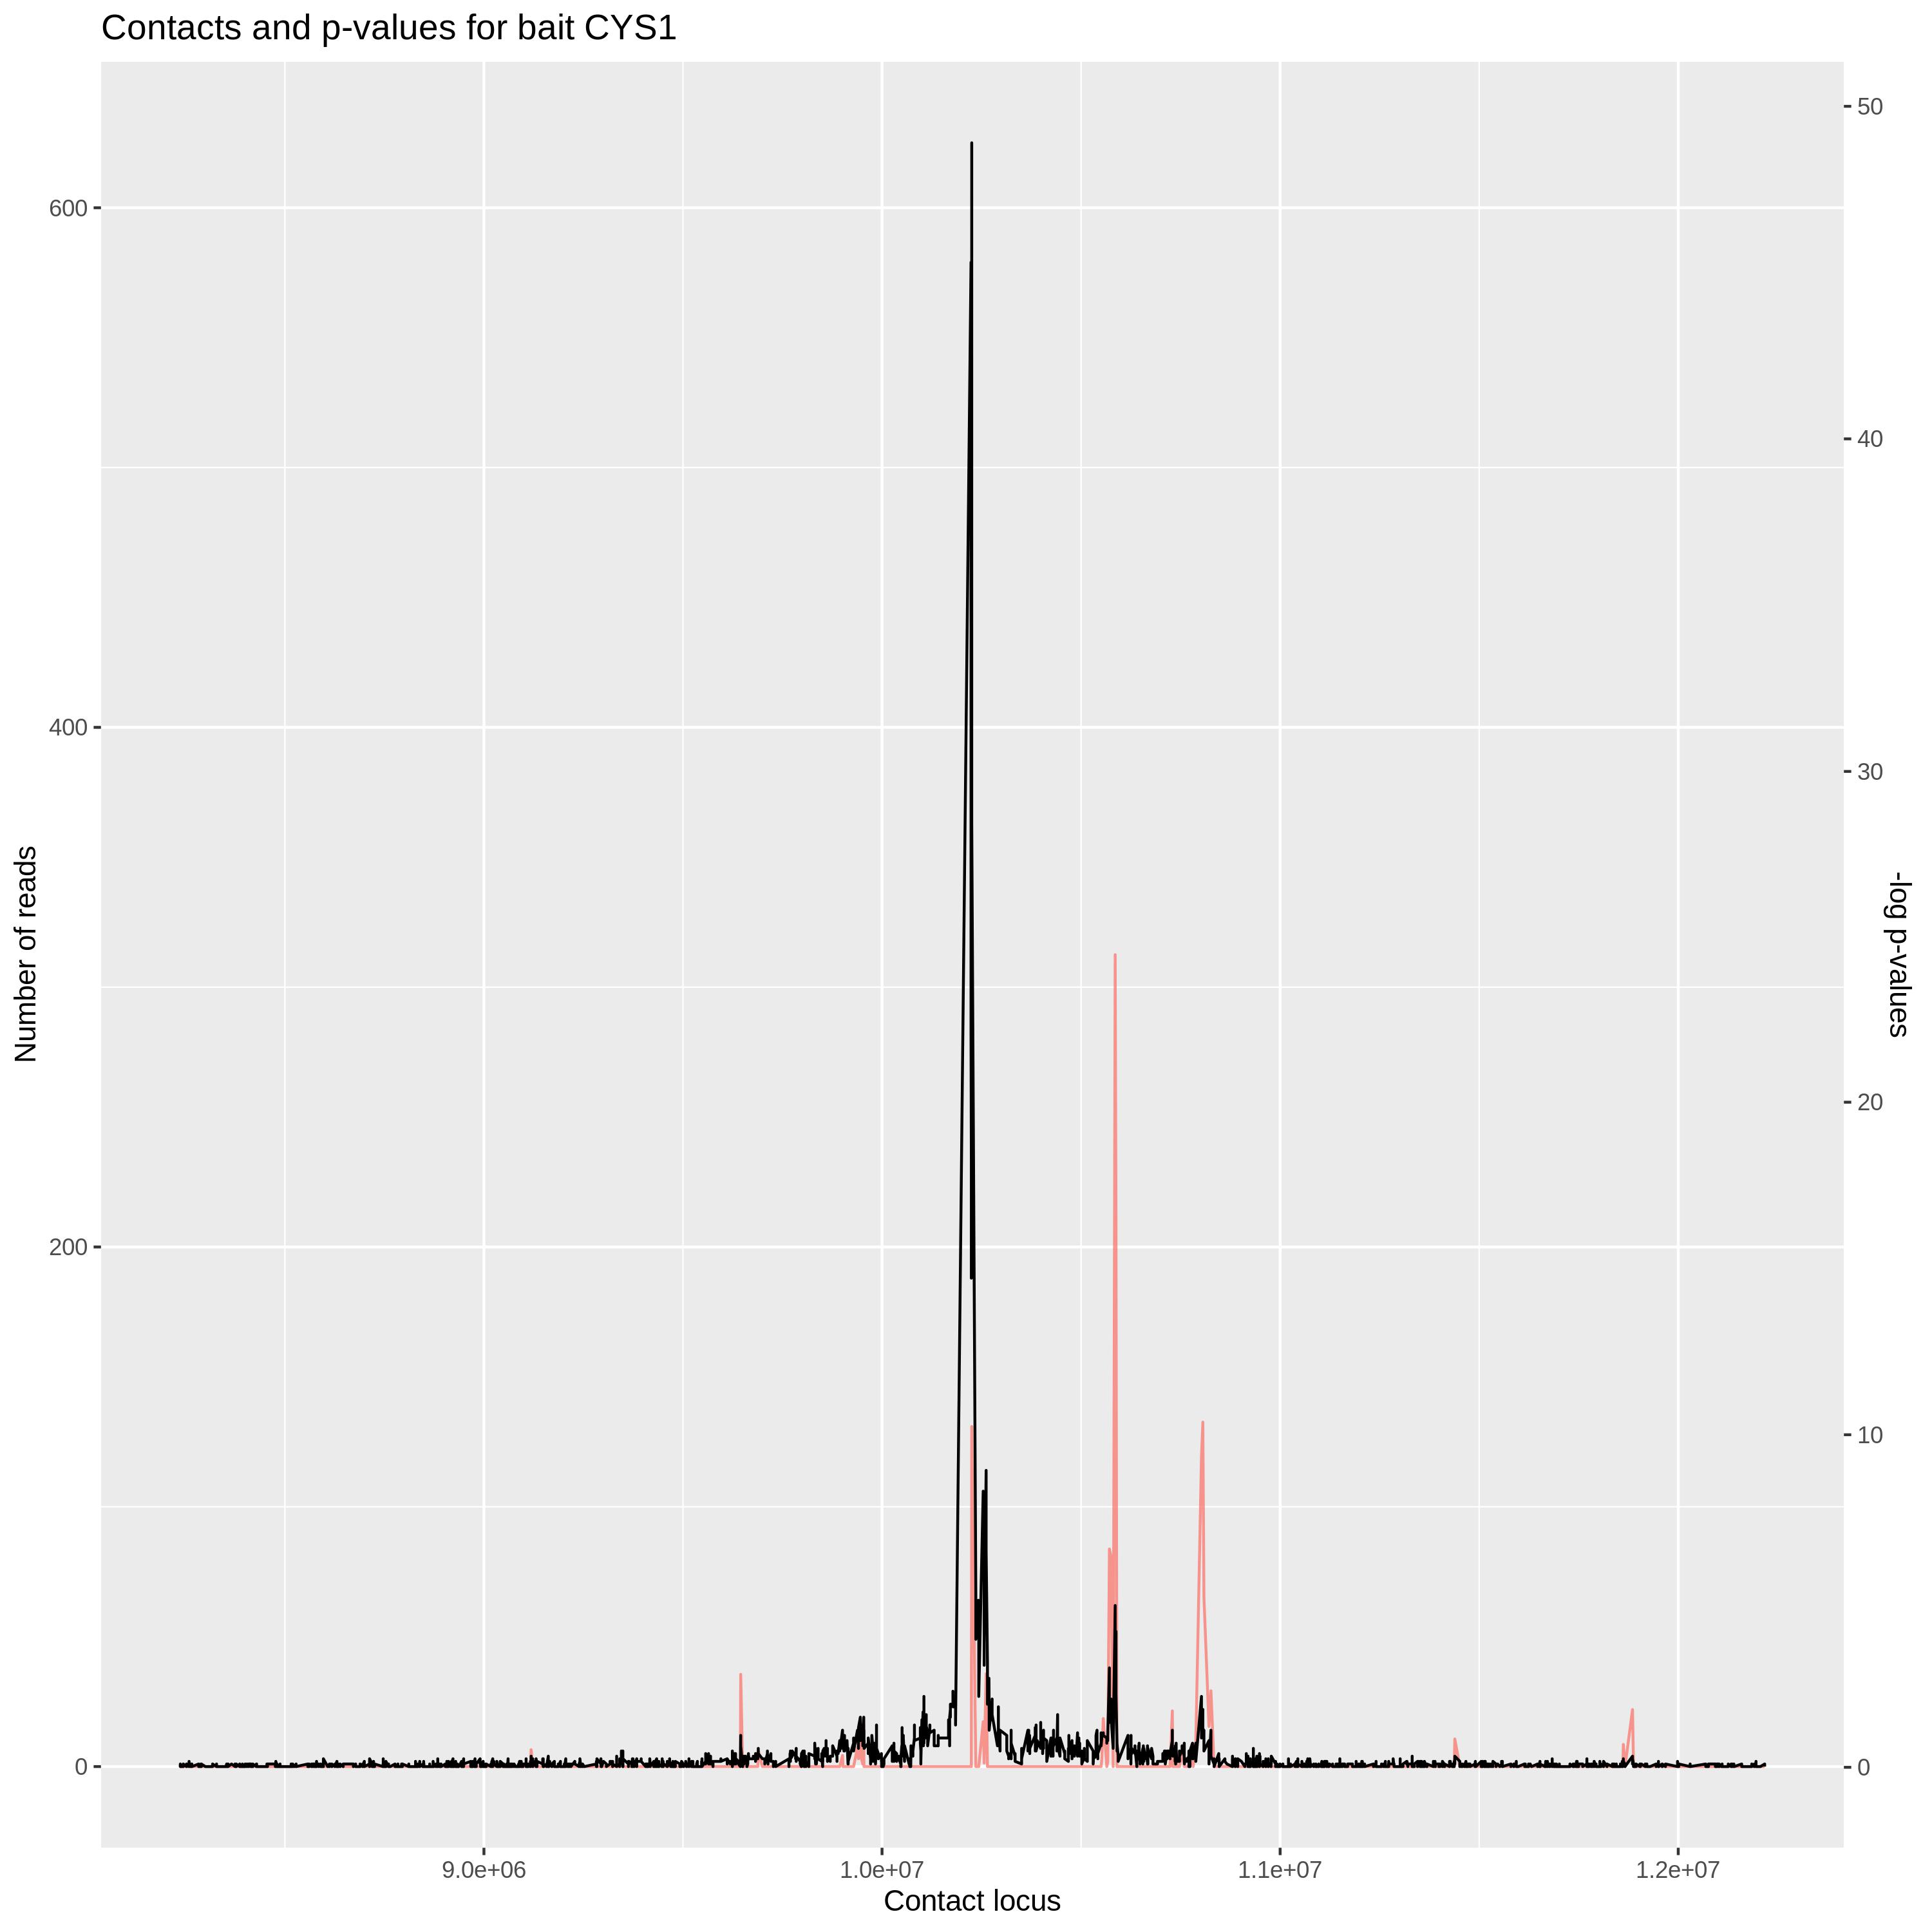 Contacts and p-values for bait CYS1
600
400
200
0
Number of reads
50
40
30
20
10
0
-log p-values
9.0e+06
1.0e+07
1.1e+07
1.2e+07
Contact locus